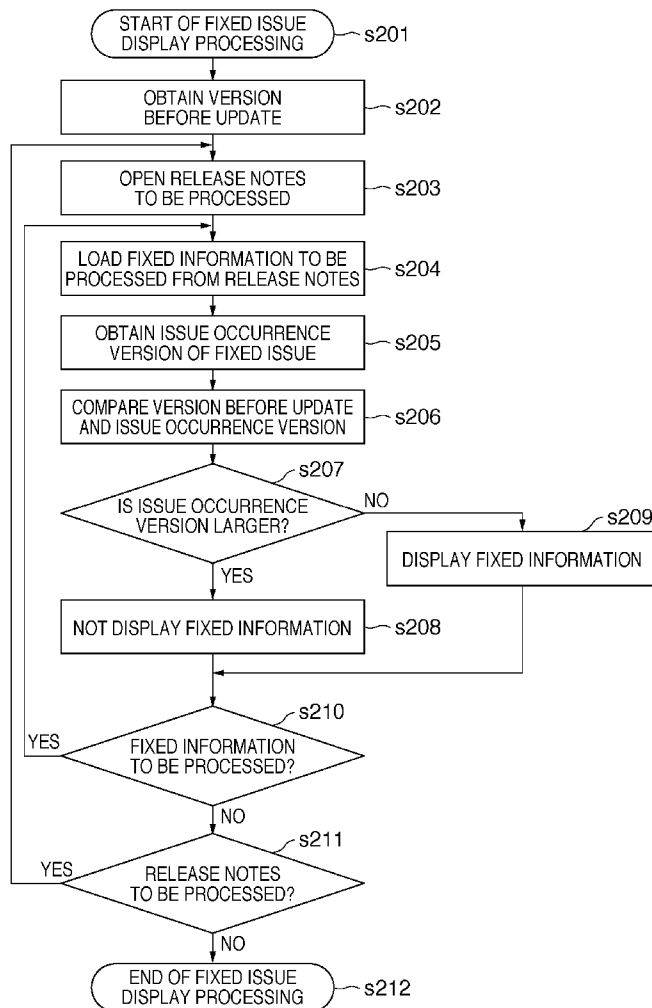 START OF FIXED ISSUE
DISPLAY PROCESSING
s201
OBTAIN VERSION
BEFORE UPDATE
s202
OPEN RELEASE NOTES
TO BE PROCESSED
s203
LOAD FIXED INFORMATION TO BE
PROCESSED FROM RELEASE NOTES
s204
OBTAIN ISSUE OCCURRENCE
VERSION OF FIXED ISSUE
s205
COMPARE VERSION BEFORE UPDATE
AND ISSUE OCCURRENCE VERSION
s206
s207
IS ISSUE OCCURRENCE
VERSION LARGER?
NO
s209
DISPLAY FIXED INFORMATION
YES
NOT DISPLAY FIXED INFORMATION
s208
s210
YES
FIXED INFORMATION
TO BE PROCESSED?
NO
s211
YES
RELEASE NOTES
TO BE PROCESSED?
NO
END OF FIXED ISSUE
DISPLAY PROCESSING
s212